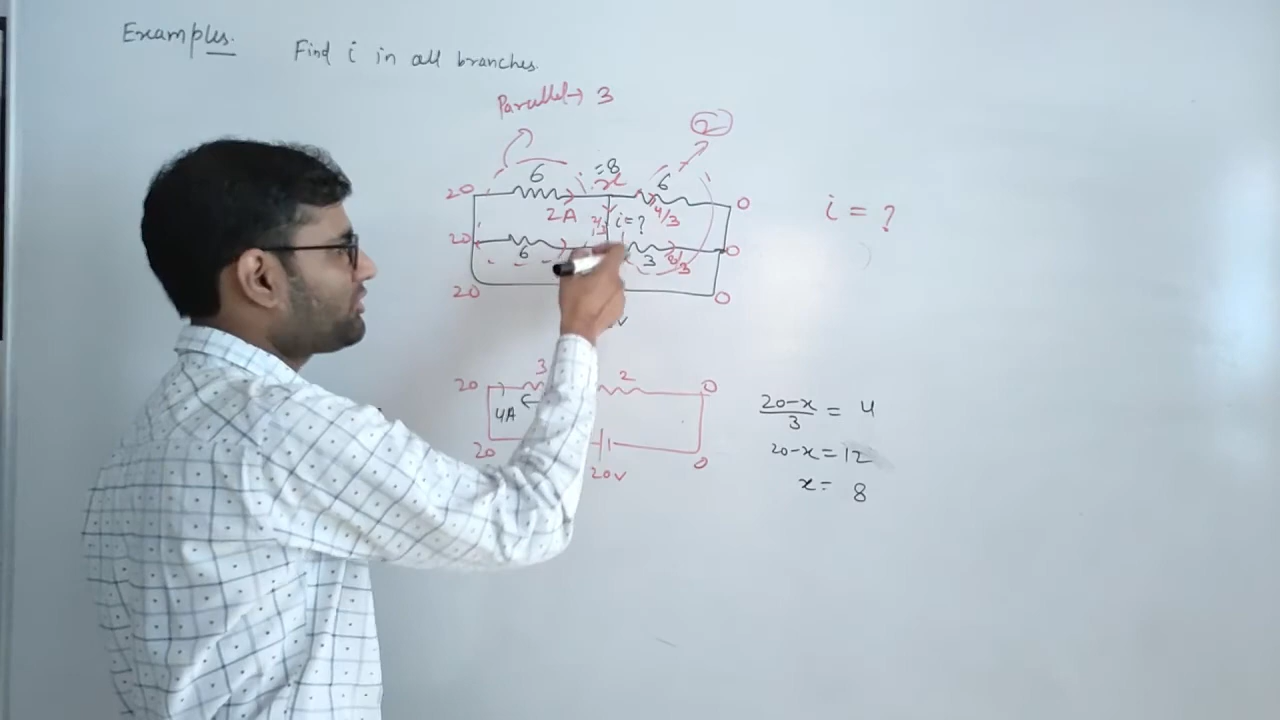 Examples.
Find i in all branches.
Parallel → 3
2
=8
20
6
x
6
0
2A
2/3
i=?
4/3
i = ?
20
6
3
8/3
0
20
0
V
20
3
2
0
4A
20
20V
0
20-x/3 = 4
20-x = 12
x = 8